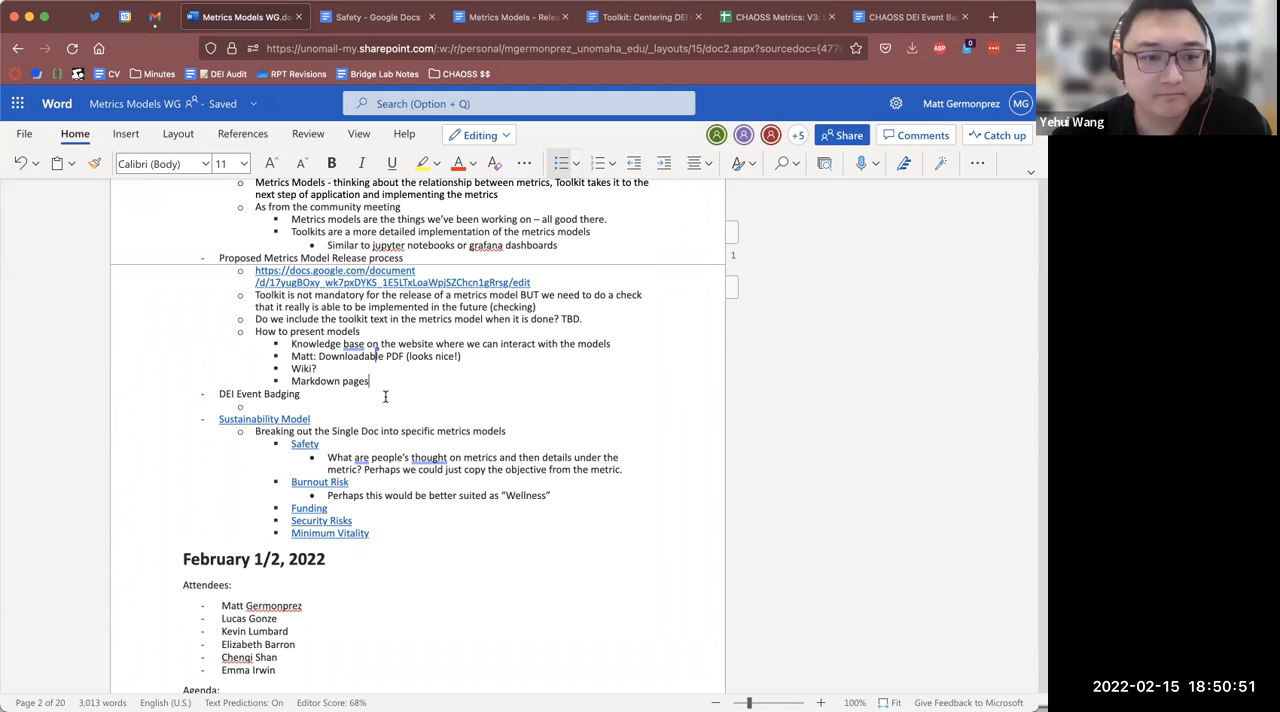 Metrics Models WG.do
Safety - Google Docs
Metrics Models - Relea
Toolkit: Centering DEI
CHAOSS Metrics: V3: L
CHAOSS DEI Event Ba
https://unomail-my.sharepoint.com/:w:/r/personal/mgermonprez_unomaha_edu/_layouts/15/doc2.aspx?sourcedoc={477
ABP
0
CV
Minutes
DEI Audit
RPT Revisions
Bridge Lab Notes
CHAOSS $$
Yehui Wang
Word
Metrics Models WG
- Saved
Search (Option + Q)
Matt Germonprez
MG
File
Home
Insert
Layout
References
Review
View
Help
Editing
+5
Share
Comments
Catch up
Calibri (Body)
11
Metrics Models - thinking about the relationship between metrics, Toolkit takes it to the
next step of application and implementing the metrics
As from the community meeting
Metrics models are the things we've been working on – all good there.
Toolkits are a more detailed implementation of the metrics models
Similar to jupyter notebooks or grafana dashboards
- Proposed Metrics Model Release process
https://docs.google.com/document
/d/17yugBOxy_wk7pxDYKS_1E5LTxLoaWpjSZChcn1gRrsg/edit
Toolkit is not mandatory for the release of a metrics model BUT we need to do a check
that it really is able to be implemented in the future (checking)
Do we include the toolkit text in the metrics model when it is done? TBD.
How to present models
Knowledge base on the website where we can interact with the models
Matt: Downloadable PDF (looks nice!)
Wiki?
Markdown pages
- DEI Event Badging
- Sustainability Model
Breaking out the Single Doc into specific metrics models
Safety
What are people's thought on metrics and then details under the
metric? Perhaps we could just copy the objective from the metric.
Burnout Risk
Perhaps this would be better suited as "Wellness"
Funding
Security Risks
Minimum Vitality
1
February 1/2, 2022
Attendees:
- Matt Germonprez
- Lucas Gonze
- Kevin Lumbard
- Elizabeth Barron
- Chenqi Shan
- Emma Irwin
Agenda:
Page 2 of 20
3,013 words
English (U.S.)
Text Predictions: On
Editor Score: 68%
100%
Fit
Give Feedback to Microsoft
2022-02-15 18:50:51